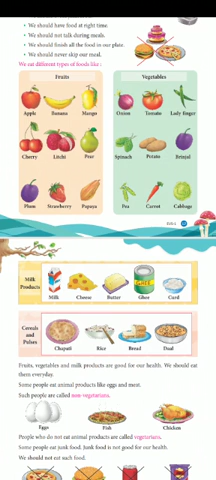 • We should have food at right time.
• We should not talk during meals.
• We should finish all the food in our plate.
• We should never skip our meal.
We eat different types of foods like :
Fruits
Apple Banana Mango
Cherry Litchi Pear
Plum Strawberry Papaya
Vegetables
Onion Tomato Lady finger
Spinach Potato Brinjal
Pea Carrot Cabbage
Milk
Products
Milk Cheese Butter Ghee Curd
Cereals
and
Pulses
Chapati Rice Bread Daal
Fruits, vegetables and milk products are good for our health. We should eat
them everyday.
Some people eat animal products like eggs and meat.
Such people are called non-vegetarians.
Eggs Fish Chicken
People who do not eat animal products are called vegetarians.
Some people eat junk food. Junk food is not good for our health.
We should not eat such food.